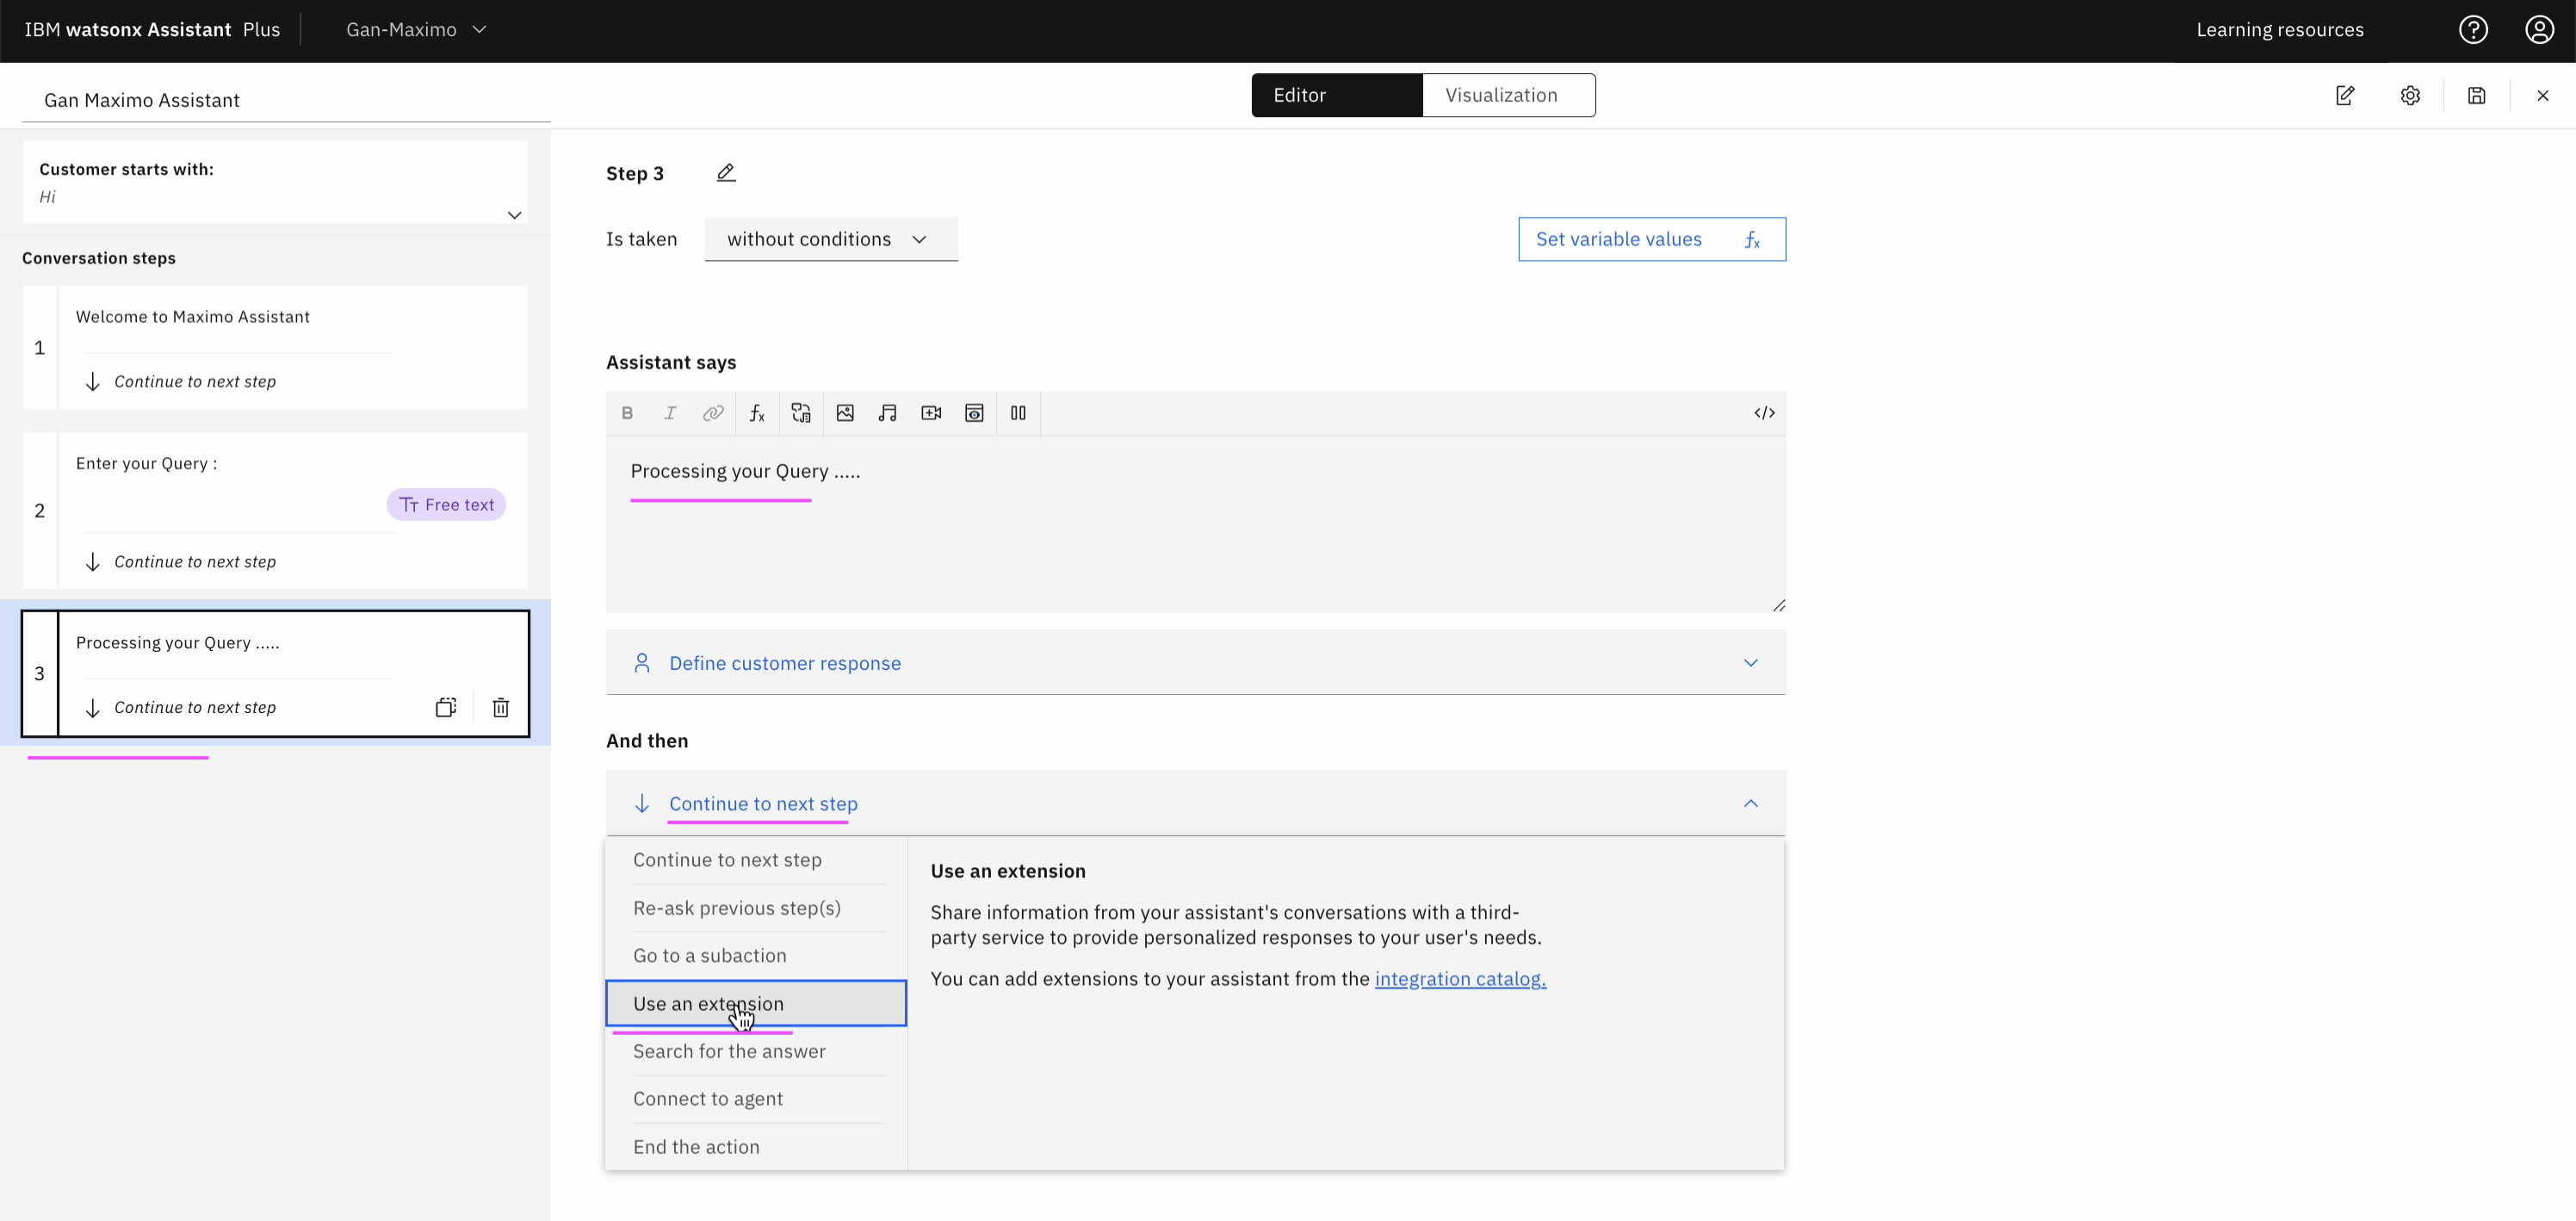 IBM watsonx Assistant Plus
Gan-Maximo
Learning resources
Gan Maximo Assistant
Editor
Visualization
Customer starts with:
Hi
Conversation steps
1
Welcome to Maximo Assistant
Continue to next step
2
Enter your Query :
Free text
Continue to next step
3
Processing your Query .....
Continue to next step
Step 3
Is taken
without conditions
Set variable values
Assistant says
Processing your Query .....
Define customer response
And then
Continue to next step
Continue to next step
Re-ask previous step(s)
Go to a subaction
Use an extension
Search for the answer
Connect to agent
End the action
Use an extension
Share information from your assistant's conversations with a third-
party service to provide personalized responses to your user's needs.
You can add extensions to your assistant from the integration catalog.